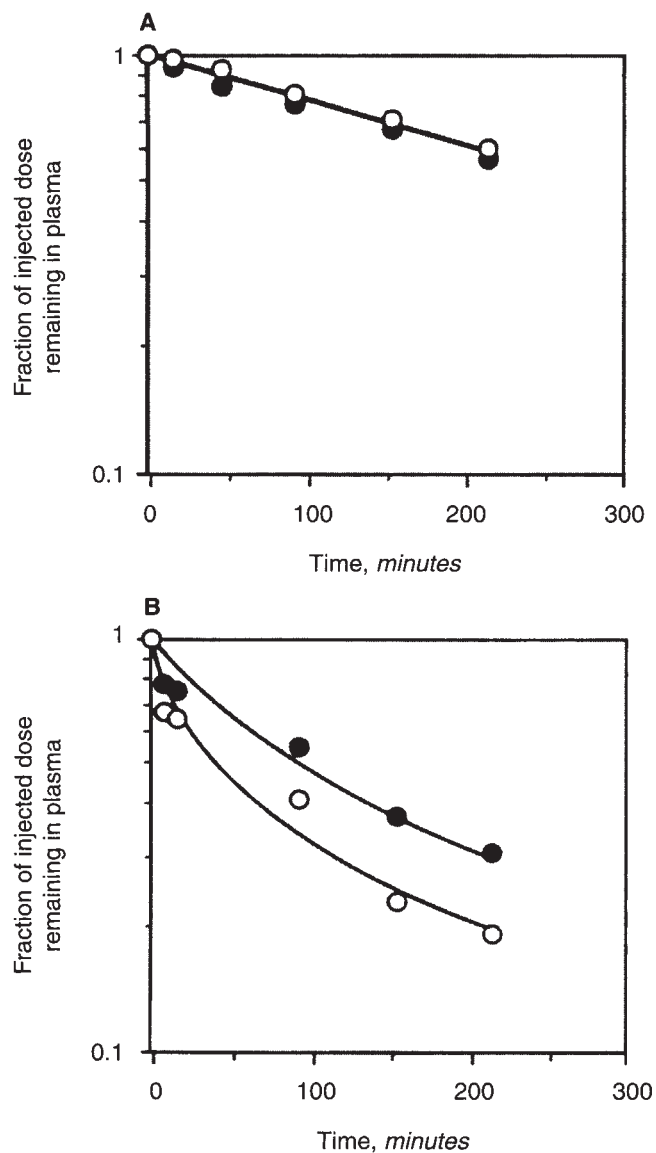 A
1
Fraction of injected dose
remaining in plasma
0.1
0 100 200 300
Time, minutes
B
1
Fraction of injected dose
remaining in plasma
0.1
0 100 200 300
Time, minutes